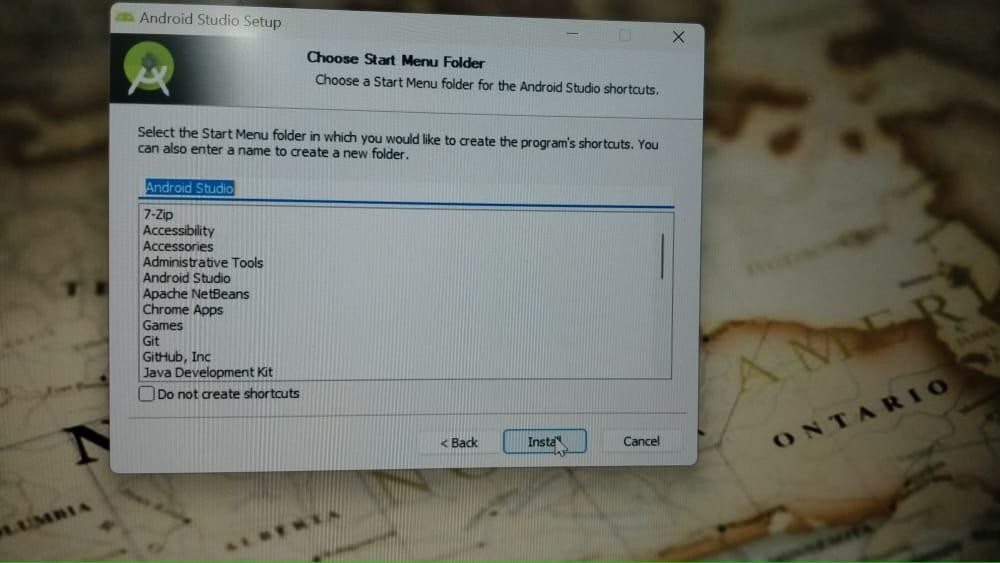 Android Studio Setup
Choose Start Menu Folder
Choose a Start Menu folder for the Android Studio shortcuts.
Select the Start Menu folder in which you would like to create the program's shortcuts. You
can also enter a name to create a new folder.
Android Studio
7-Zip
Accessibility
Accessories
Administrative Tools
Android Studio
Apache NetBeans
Chrome Apps
Games
Git
GitHub, Inc
Java Development Kit
Do not create shortcuts
< Back
Install
Cancel
ONTARIO
ALBERTA